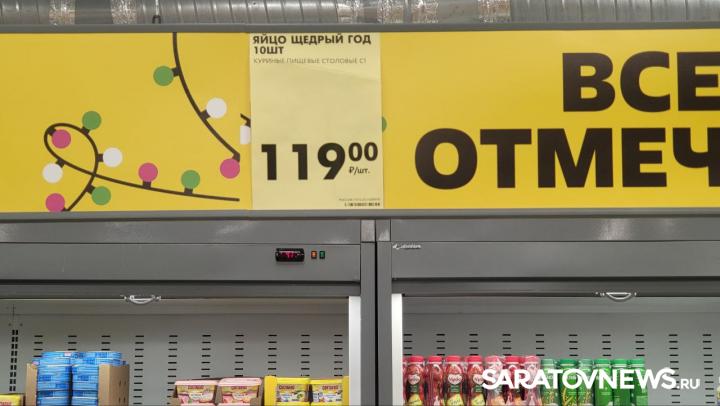 ЯЙЦО ЩЕДРЫЙ ГОД
10ШТ
КУРИНЫЕ ПИЩЕВЫЕ СТОЛОВЫЕ С1
119 00
₽/шт.
ВСЕ
ОТМЕЧ
SARATOVNEWS.RU